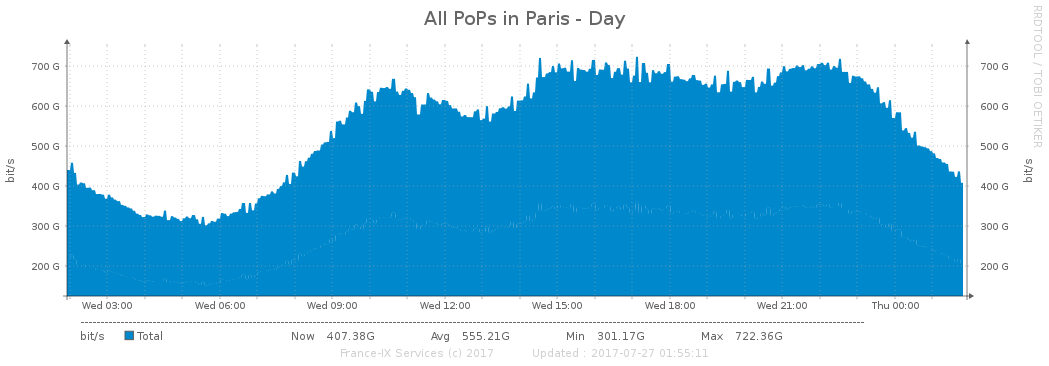 All PoPs in Paris - Day
RRDTOOL / TOBI OETIKER
700 G 700 G
600 G 600 G
500 G 500 G
400 G 400 G
300 G 300 G
200 G 200 G
bit/s bit/s
Wed 03:00 Wed 06:00 Wed 09:00 Wed 12:00 Wed 15:00 Wed 18:00 Wed 21:00 Thu 00:00
bit/s Total Now 407.38G Avg 555.21G Min 301.17G Max 722.36G
France-IX Services (c) 2017 Updated : 2017-07-27 01:55:11